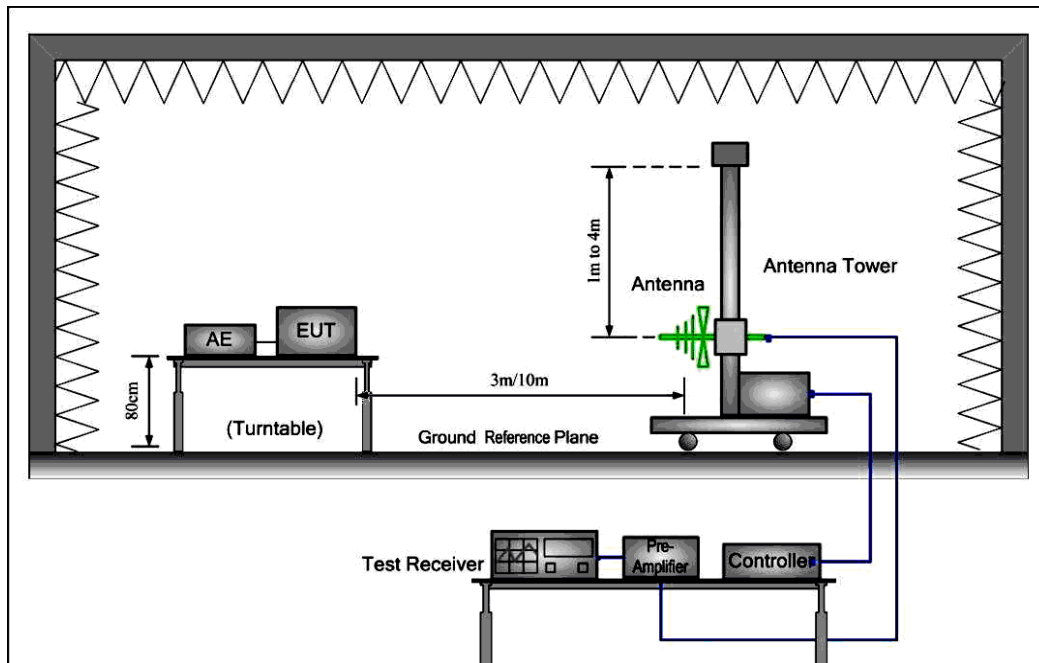 1m to 4m
Antenna Tower
Antenna
AE
EUT
80cm
3m/10m
(Turntable)
Ground Reference Plane
Test Receiver
Pre-
Amplifier
Controller